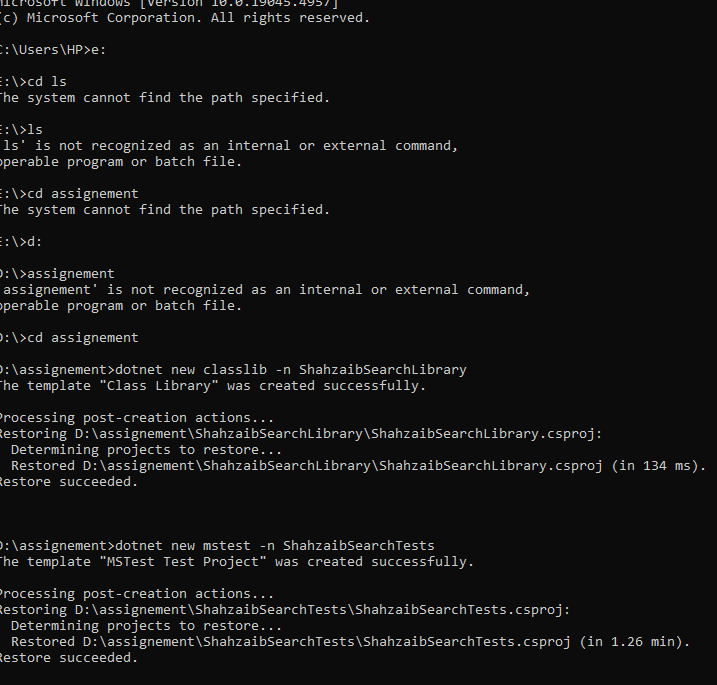 Microsoft Windows [Version 10.0.19045.4957]
(c) Microsoft Corporation. All rights reserved.
C:\Users\HP>e:
E:\>cd ls
The system cannot find the path specified.
E:\>ls
'ls' is not recognized as an internal or external command,
operable program or batch file.
E:\>cd assignement
The system cannot find the path specified.
E:\>d:
D:\>assignement
'assignement' is not recognized as an internal or external command,
operable program or batch file.
D:\>cd assignement
D:\assignement>dotnet new classlib -n ShahzaibSearchLibrary
The template "Class Library" was created successfully.
Processing post-creation actions...
Restoring D:\assignement\ShahzaibSearchLibrary\ShahzaibSearchLibrary.csproj:
  Determining projects to restore...
  Restored D:\assignement\ShahzaibSearchLibrary\ShahzaibSearchLibrary.csproj (in 134 ms).
Restore succeeded.
D:\assignement>dotnet new mstest -n ShahzaibSearchTests
The template "MSTest Test Project" was created successfully.
Processing post-creation actions...
Restoring D:\assignement\ShahzaibSearchTests\ShahzaibSearchTests.csproj:
  Determining projects to restore...
  Restored D:\assignement\ShahzaibSearchTests\ShahzaibSearchTests.csproj (in 1.26 min).
Restore succeeded.